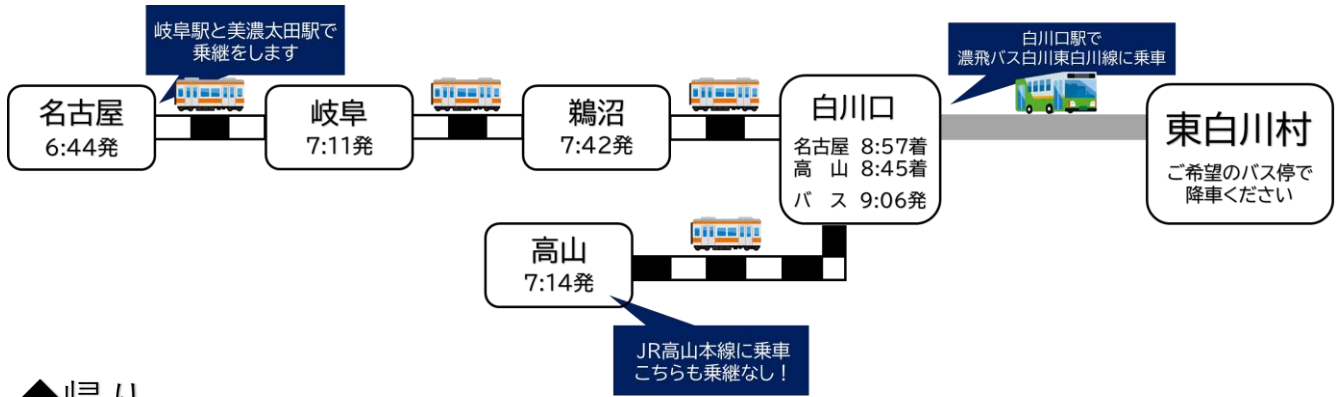 岐阜駅と美濃太田駅で
乗継をします
白川口駅で
濃飛バス白川東白川線に乗車
名古屋
6:44発
岐阜
7:11発
鵜沼
7:42発
白川口
名古屋 8:57着
高 山 8:45着
バ ス 9:06発
東白川村
ご希望のバス停で
降車ください
高山
7:14発
JR高山本線に乗車
こちらも乗継なし！
◆帰り